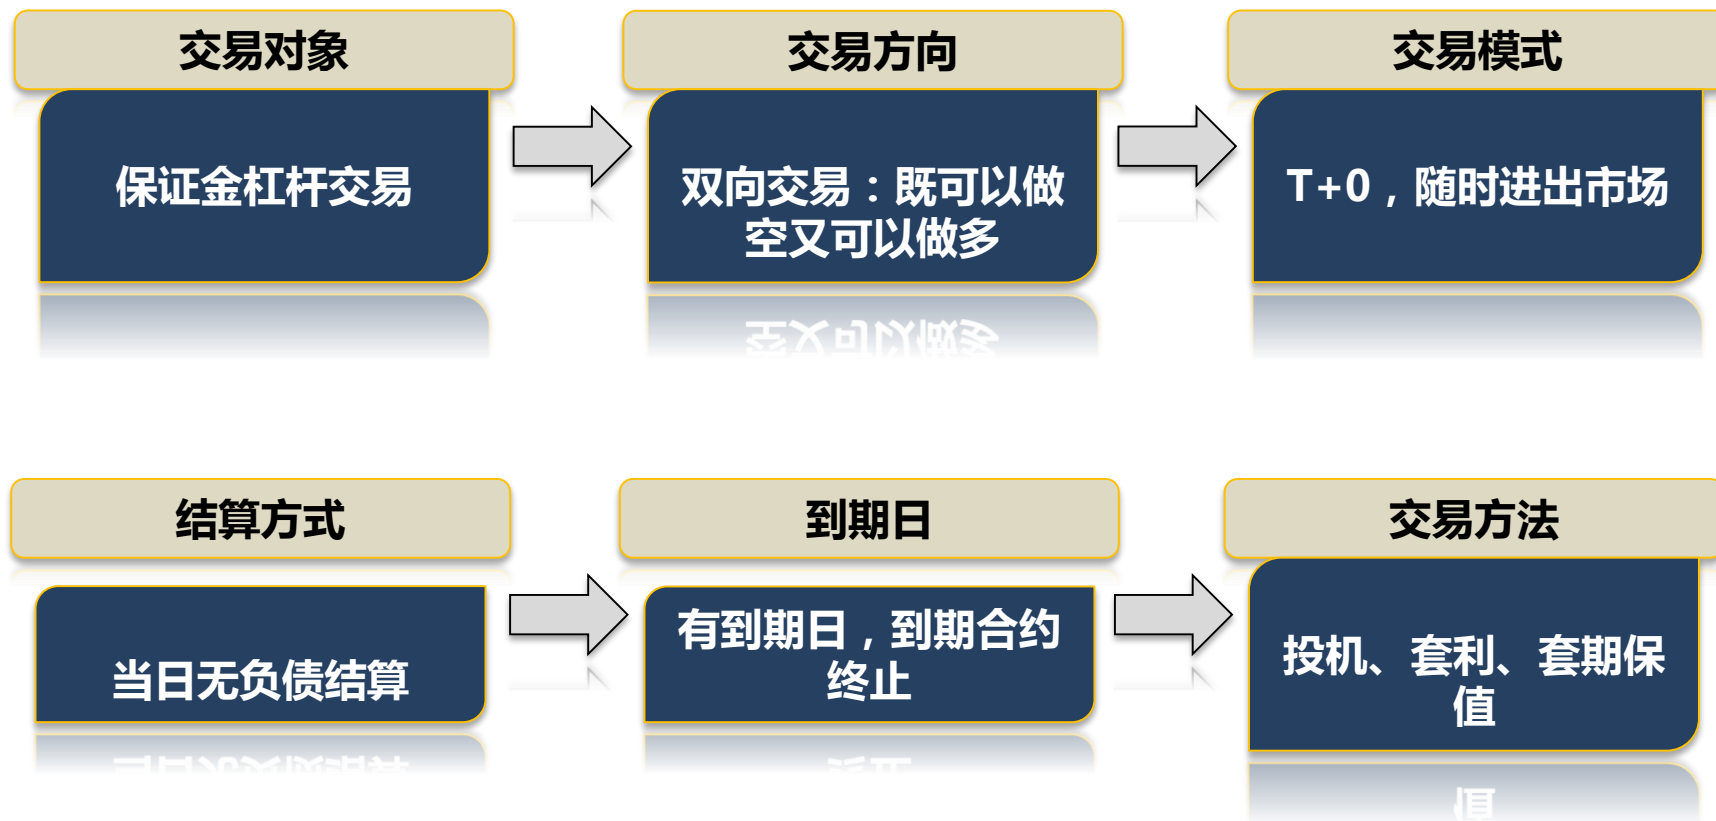 交易对象
保证金杠杆交易
交易方向
双向交易：既可以做
空又可以做多
交易模式
T+0，随时进出市场
结算方式
当日无负债结算
到期日
有到期日，到期合约
终止
交易方法
投机、套利、套期保
值